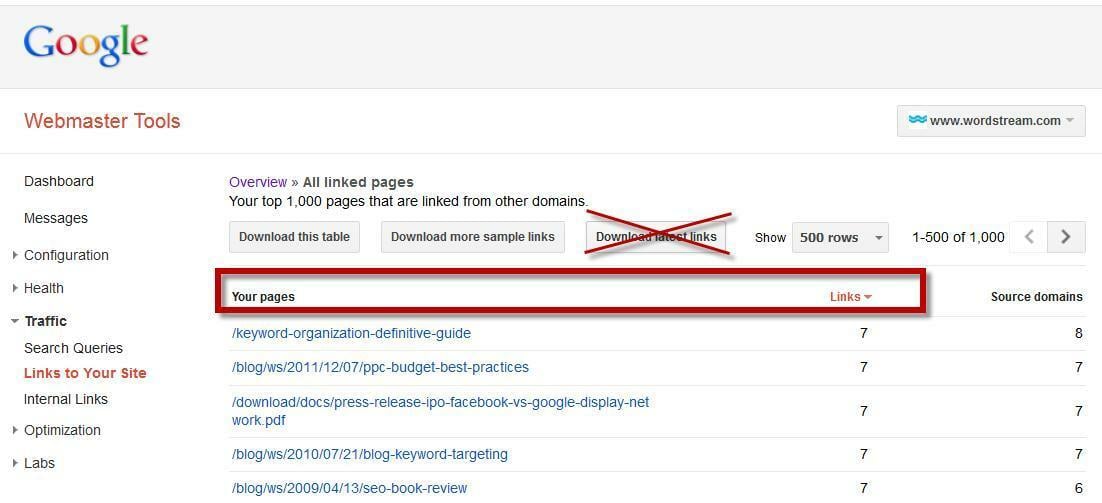 Google
Webmaster Tools
www.wordstream.com
Dashboard
Messages
Configuration
Health
Traffic
Search Queries
Links to Your Site
Internal Links
Optimization
Labs
Overview » All linked pages
Your top 1,000 pages that are linked from other domains.
Download this table Download more sample links Download latest links Show 500 rows 1-500 of 1,000
Your pages Links Source domains
/keyword-organization-definitive-guide 7 8
/blog/ws/2011/12/07/ppc-budget-best-practices 7 7
/download/docs/press-release-ipo-facebook-vs-google-display-net
work.pdf 7 7
/blog/ws/2010/07/21/blog-keyword-targeting 7 7
/blog/ws/2009/04/13/seo-book-review 7 6